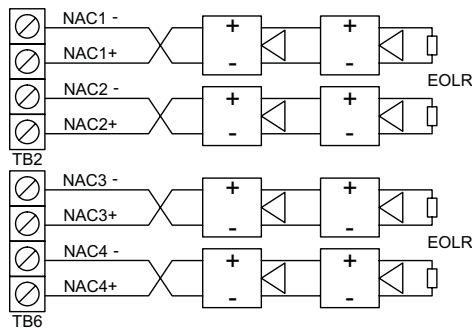 NAC1 -
+ +
NAC1+
- -
EOLR
NAC2 -
+ +
NAC2+
- -
TB2
NAC3 -
+ +
NAC3+
- -
EOLR
NAC4 -
+ +
NAC4+
- -
TB6